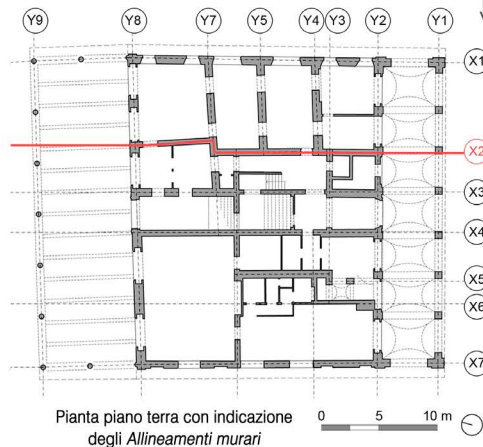 Y9 Y8 Y7 Y5 Y4 Y3 Y2 Y1
X1
X2
X3
X4
X5
X6
X7
Pianta piano terra con indicazione
degli Allineamenti murari
0 5 10 m